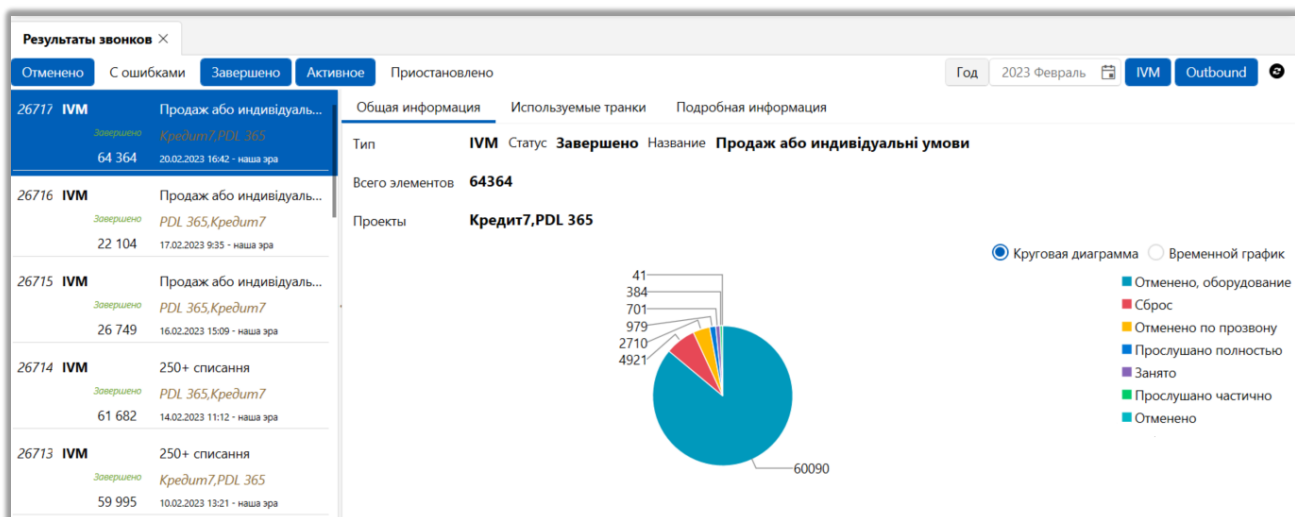 Результаты звонков
Отменено С ошибками Завершено Активное Приостановлено Год 2023 Февраль IVM Outbound
26717 IVM Продаж або индивідуаль...
Завершено Кредит7,PDL 365
64 364 20.02.2023 16:42 - наша эра
26716 IVM Продаж або индивідуаль...
Завершено PDL 365,Кредит7
22 104 17.02.2023 9:35 - наша эра
26715 IVM Продаж або индивідуаль...
Завершено PDL 365,Кредит7
26 749 16.02.2023 15:09 - наша эра
26714 IVM 250+ списання
Завершено PDL 365,Кредит7
61 682 14.02.2023 11:12 - наша эра
26713 IVM 250+ списання
Завершено Кредит7,PDL 365
59 995 10.02.2023 13:21 - наша эра
Общая информация Используемые транки Подробная информация
Тип IVM Статус Завершено Название Продаж або индивідуальні умови
Всего элементов 64364
Проекты Кредит7,PDL 365
Круговая диаграмма Временной график
41
384
701
979
2710
4921
60090
Отменено, оборудование
Сброс
Отменено по прозвону
Прослушано полностью
Занято
Прослушано частично
Отменено